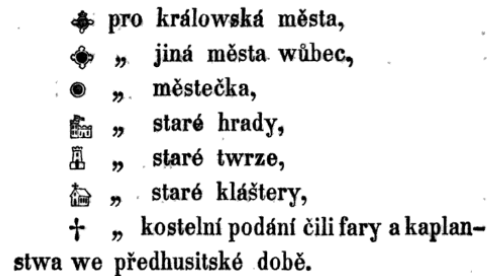 pro králowská města,
„ jiná města wůbec,
„ městečka,
„ staré hrady,
„ staré twrze,
„ staré kláštery,
† „ kostelní podání čili fary a kaplan-
stwa we předhusitské době.